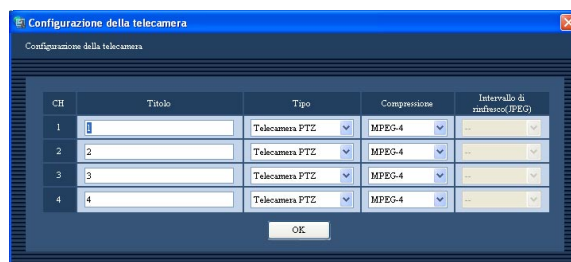 Configurazione della telecamera
Configurazione della telecamera
CH Titolo Tipo Compressione Intervallo di rinfresco(JPEG)
1 1 Telecamera PTZ MPEG-4 --
2 2 Telecamera PTZ MPEG-4 --
3 3 Telecamera PTZ MPEG-4 --
4 4 Telecamera PTZ MPEG-4 --
OK